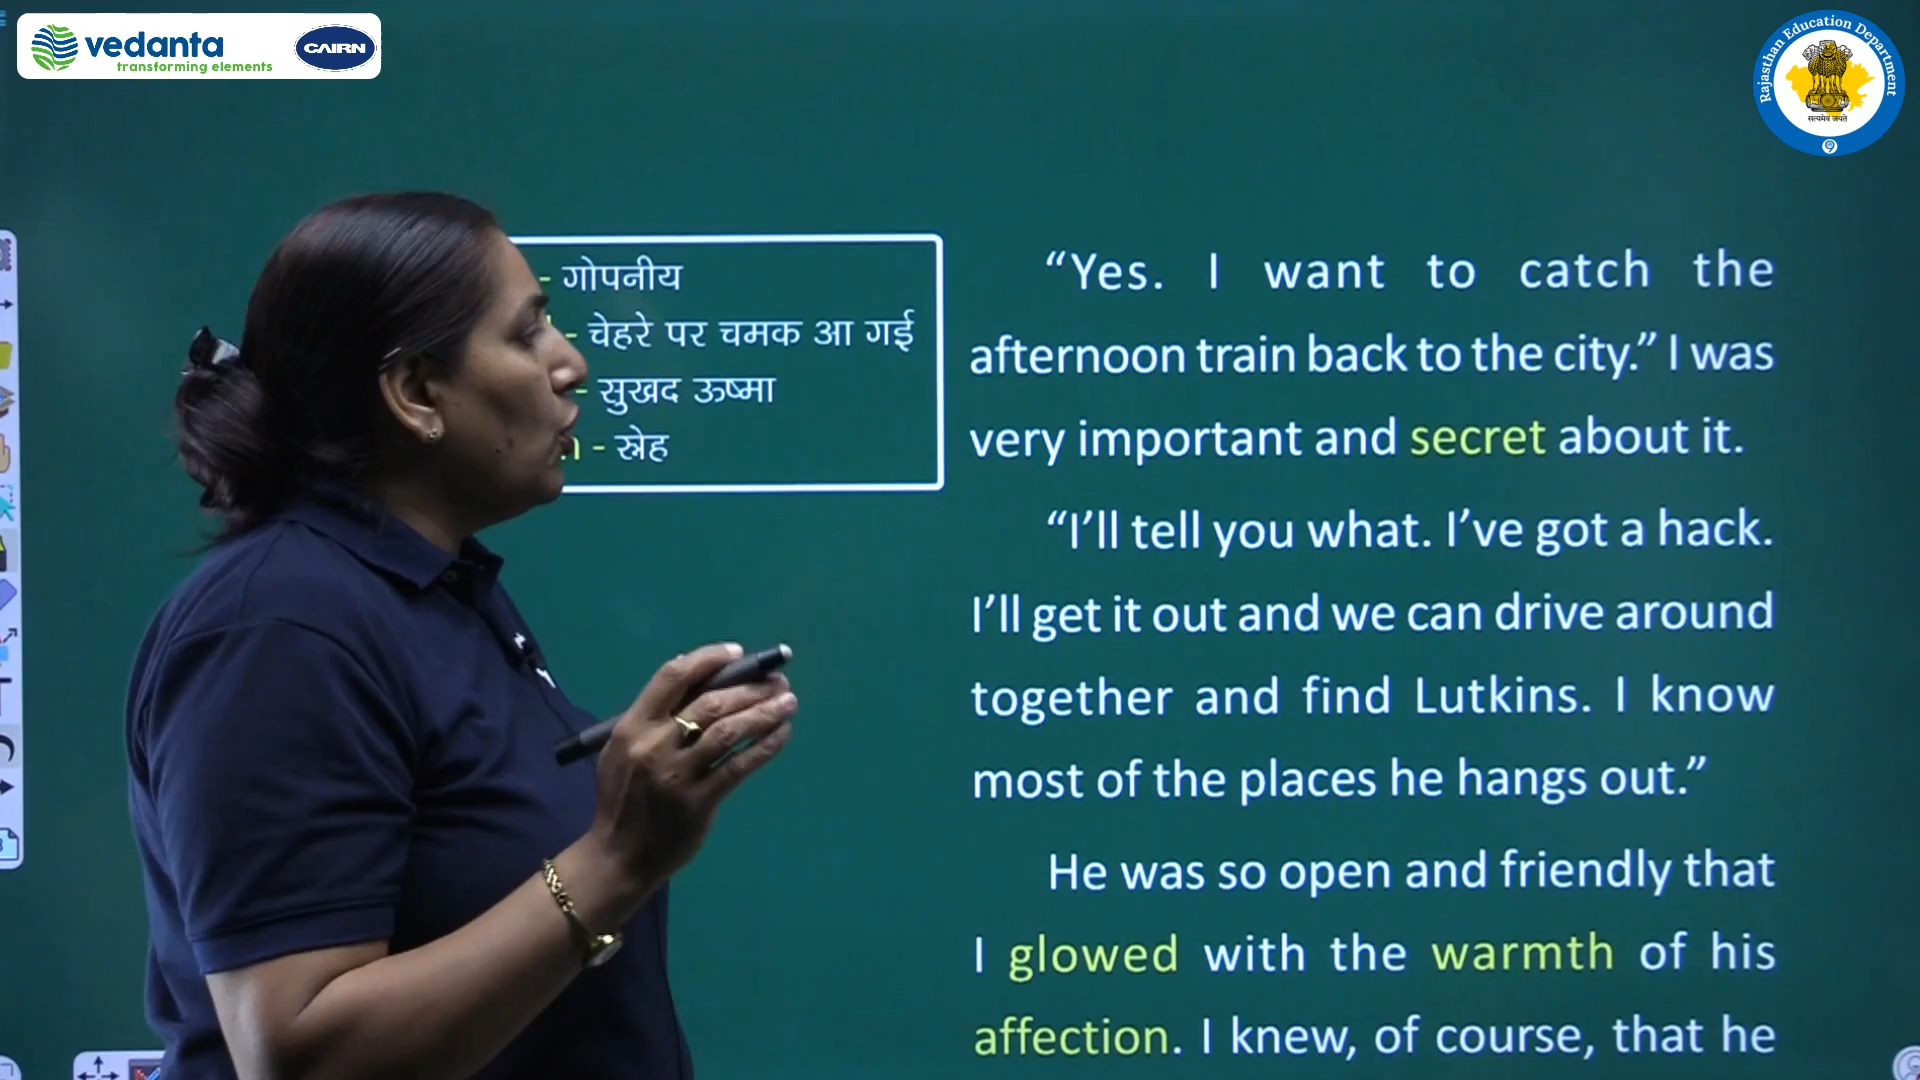 vedanta
transforming elements
CAIRN
Rajasthan Education Department
सत्यमेव जयते
- गोपनीय
- चेहरे पर चमक आ गई
- सुखद ऊष्मा
- स्नेह
“Yes. I want to catch the
afternoon train back to the city.” I was
very important and secret about it.
“I’ll tell you what. I’ve got a hack.
I’ll get it out and we can drive around
together and find Lutkins. I know
most of the places he hangs out.”
He was so open and friendly that
I glowed with the warmth of his
affection. I knew, of course, that he